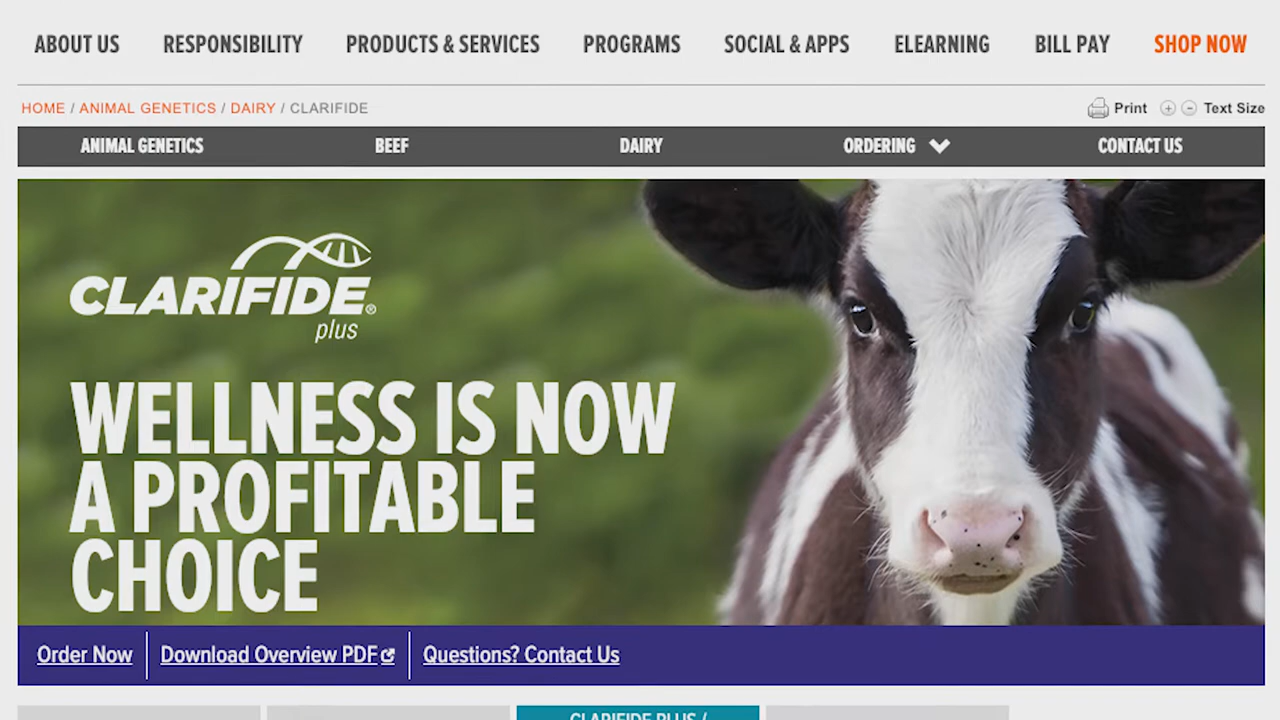 ABOUT US RESPONSIBILITY PRODUCTS & SERVICES PROGRAMS SOCIAL & APPS ELEARNING BILL PAY SHOP NOW
HOME / ANIMAL GENETICS / DAIRY / CLARIFIDE Print + - Text Size
ANIMAL GENETICS BEEF DAIRY ORDERING CONTACT US
CLARIFIDE®
plus
WELLNESS IS NOW
A PROFITABLE
CHOICE
Order Now Download Overview PDF Questions? Contact Us
CLARIFIDE PLUS /